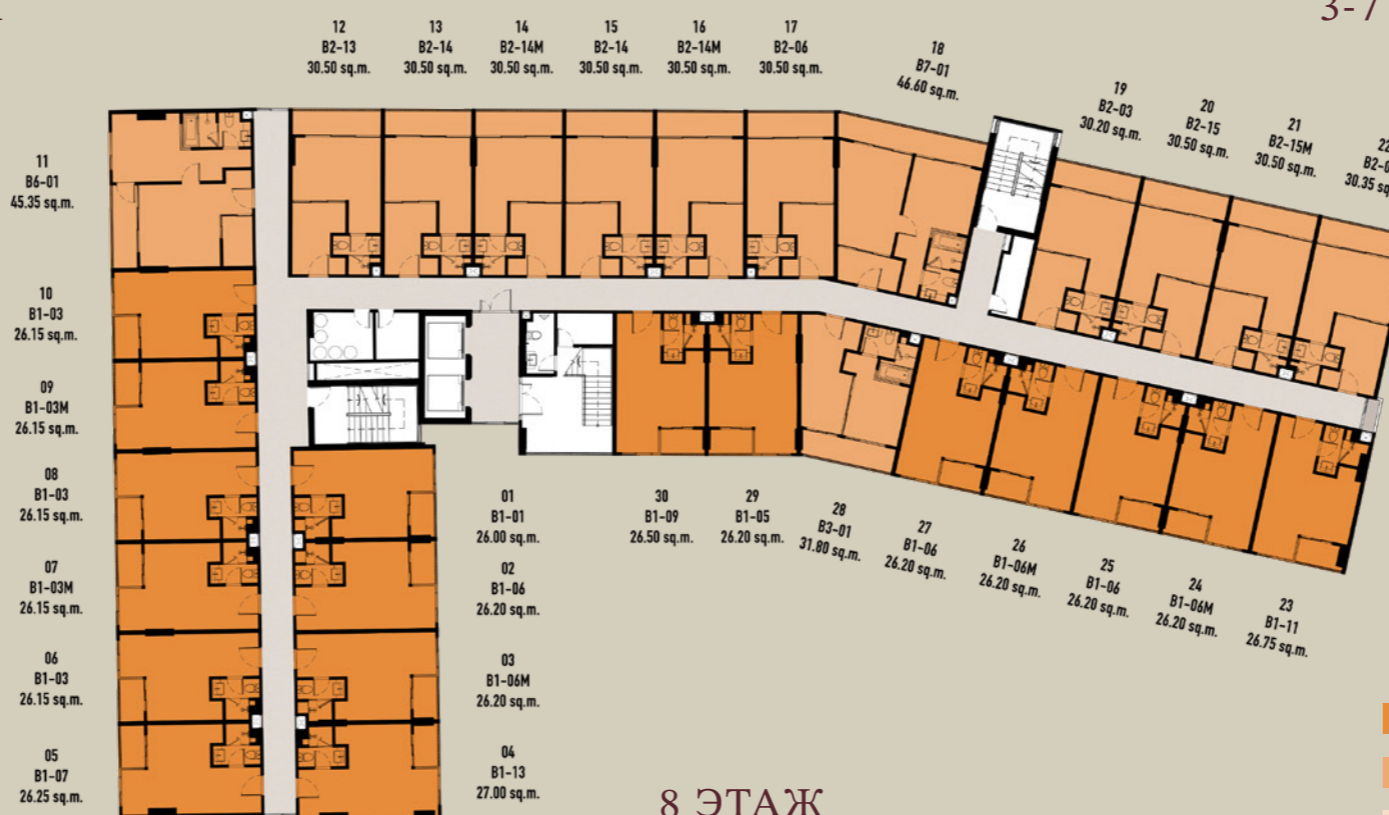 3-7
12
B2-13
30.50 sq.m.
13
B2-14
30.50 sq.m.
14
B2-14M
30.50 sq.m.
15
B2-14
30.50 sq.m.
16
B2-14M
30.50 sq.m.
17
B2-06
30.50 sq.m.
18
B7-01
46.60 sq.m.
19
B2-03
30.20 sq.m.
20
B2-15
30.50 sq.m.
21
B2-15M
30.50 sq.m.
22
B2-0
30.35 sq
11
B6-01
45.35 sq.m.
10
B1-03
26.15 sq.m.
09
B1-03M
26.15 sq.m.
08
B1-03
26.15 sq.m.
07
B1-03M
26.15 sq.m.
06
B1-03
26.15 sq.m.
05
B1-07
26.25 sq.m.
01
B1-01
26.00 sq.m.
02
B1-06
26.20 sq.m.
03
B1-06M
26.20 sq.m.
04
B1-13
27.00 sq.m.
30
B1-09
26.50 sq.m.
29
B1-05
26.20 sq.m.
28
B3-01
31.80 sq.m.
27
B1-06
26.20 sq.m.
26
B1-06M
26.20 sq.m.
25
B1-06
26.20 sq.m.
24
B1-06M
26.20 sq.m.
23
B1-11
26.75 sq.m.
8 ЭТАЖ